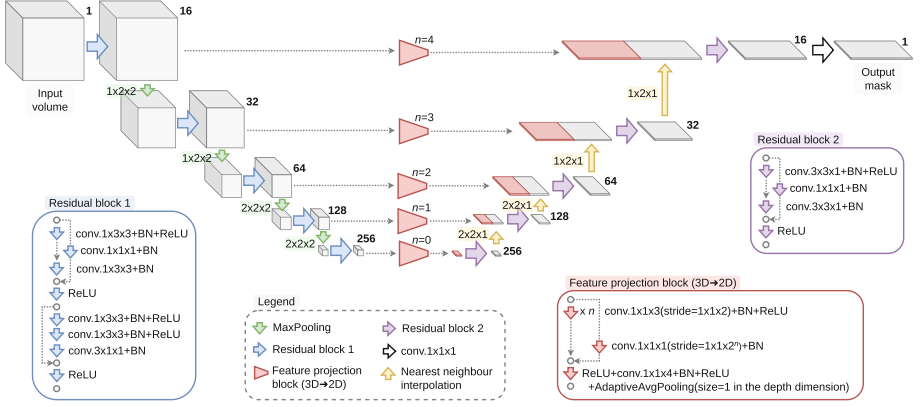 1
16
n=4
16
1
Input
volume
Output
mask
1x2x2
1x2x1
32
n=3
32
1x2x2
1x2x1
64
n=2
64
2x2x2
2x2x1
128
n=1
128
2x2x2
2x2x1
256
n=0
256
Residual block 1
conv.1x3x3+BN+ReLU
conv.1x1x1+BN
conv.1x3x3+BN
ReLU
conv.1x3x3+BN+ReLU
conv.1x3x3+BN+ReLU
conv.3x1x1+BN
ReLU
Legend
MaxPooling
Residual block 1
Feature projection
block (3D➔2D)
Residual block 2
conv.1x1x1
Nearest neighbour
interpolation
Residual block 2
conv.3x3x1+BN+ReLU
conv.1x1x1+BN
conv.3x3x1+BN
ReLU
Feature projection block (3D➔2D)
x n conv.1x1x3(stride=1x1x2)+BN+ReLU
conv.1x1x1(stride=1x1x2ⁿ)+BN
ReLU+conv.1x1x4+BN+ReLU
+AdaptiveAvgPooling(size=1 in the depth dimension)